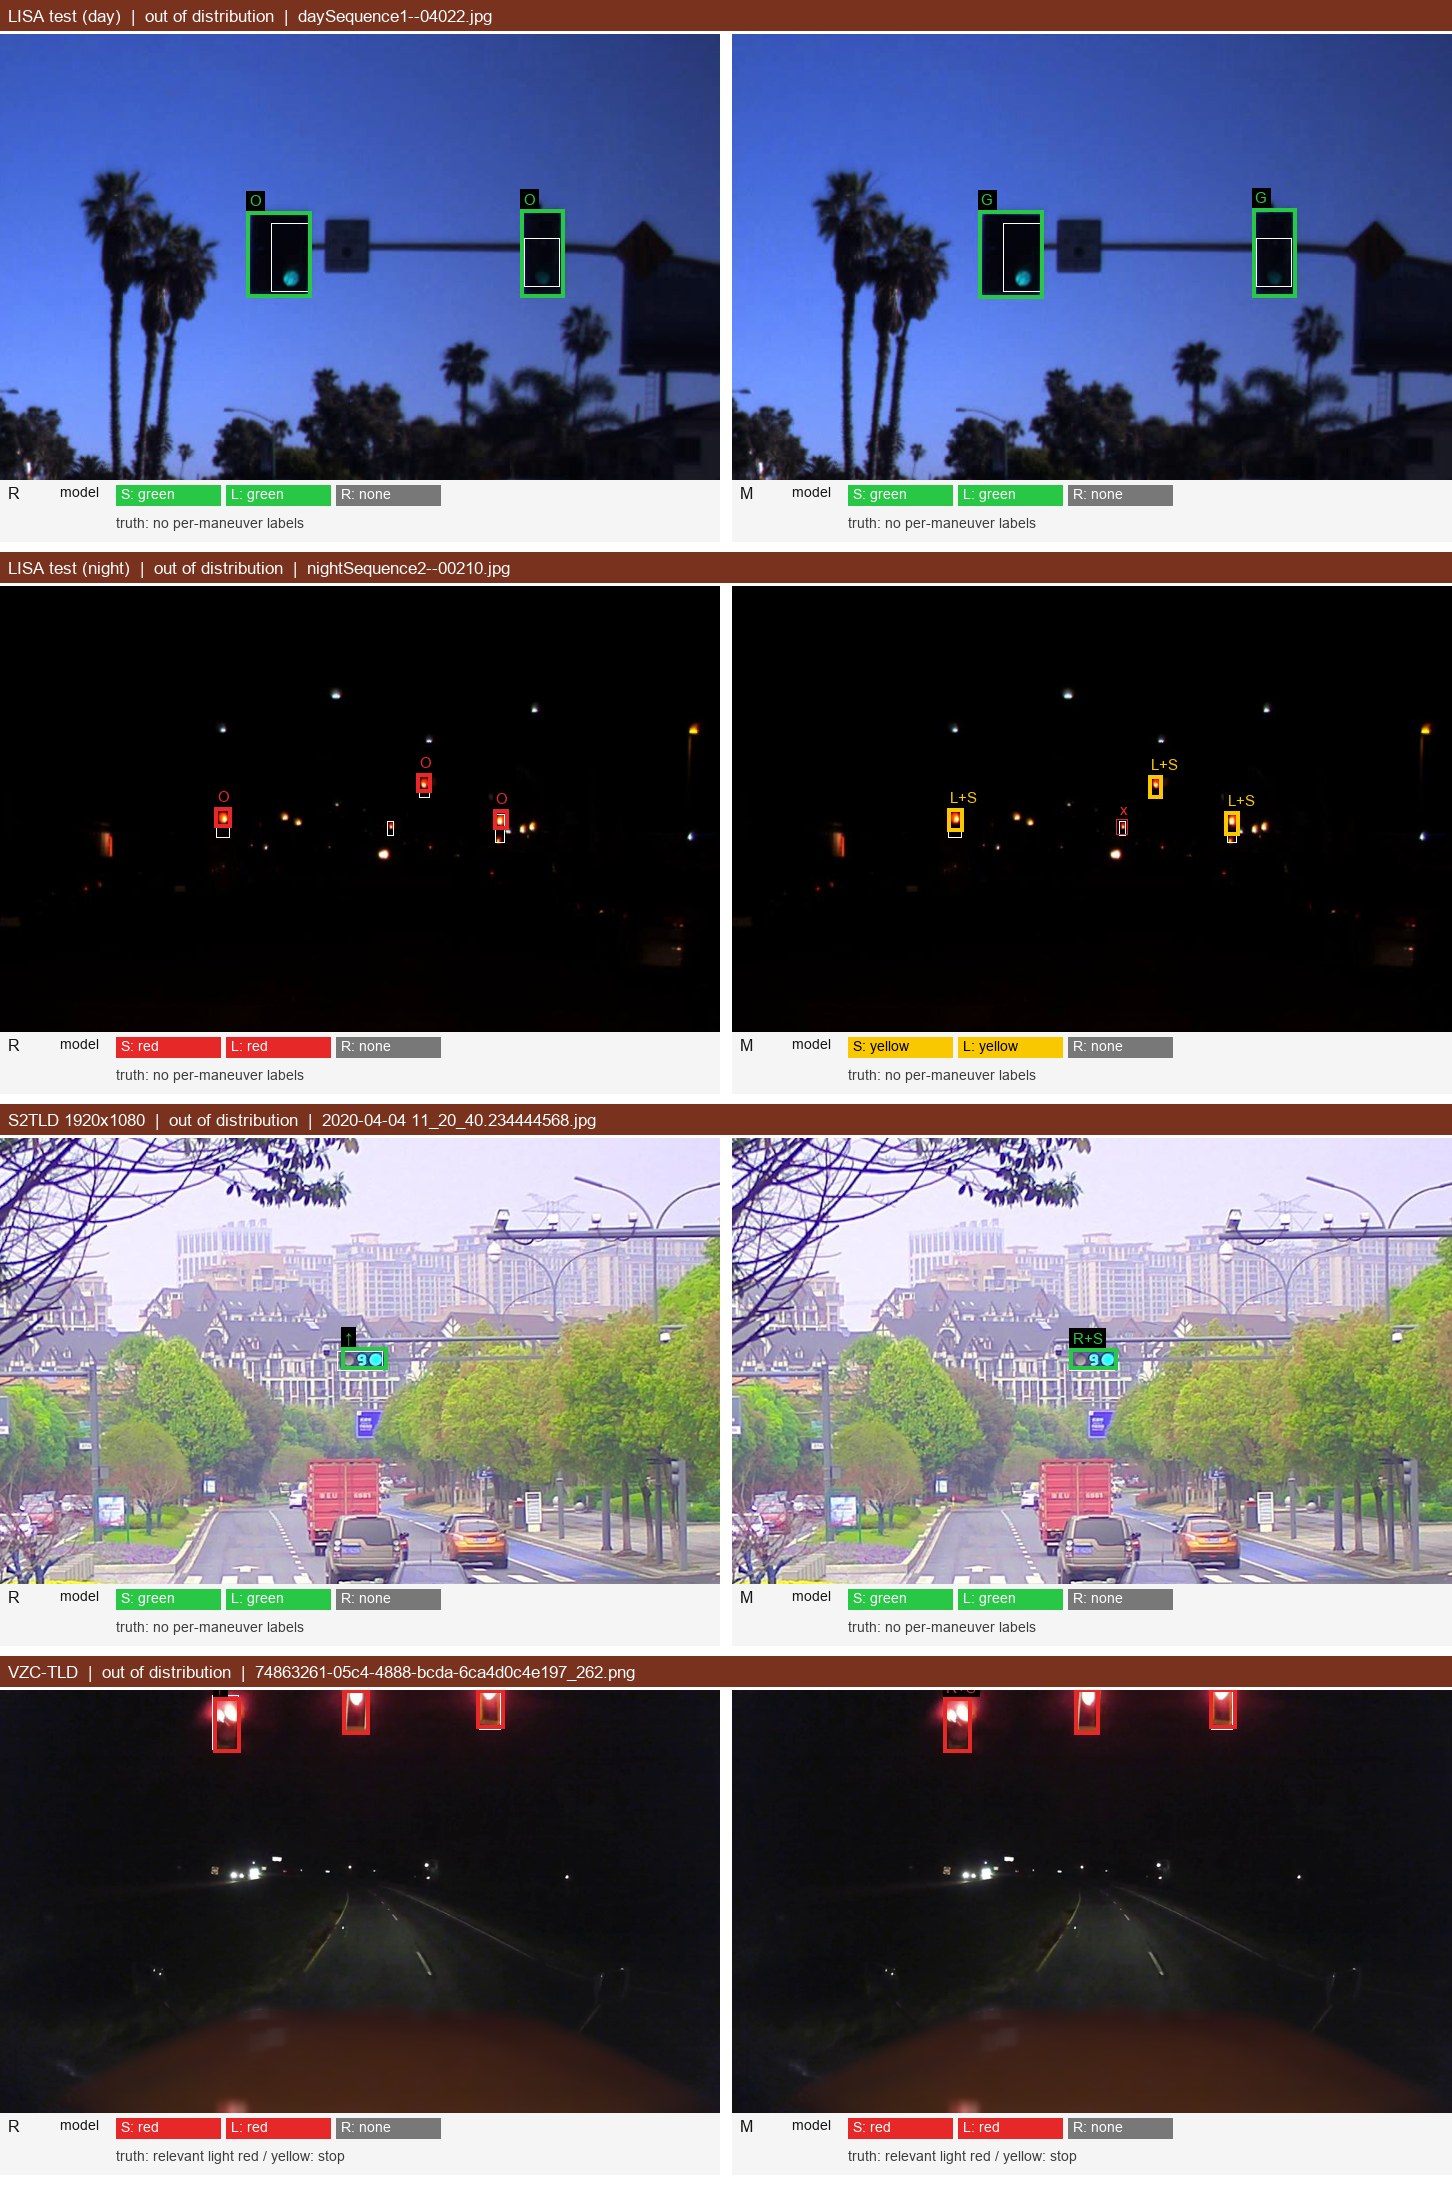 LISA test (day) | out of distribution | daySequence1--04022.jpg
O O G G
R model S: green L: green R: none M model S: green L: green R: none
truth: no per-maneuver labels truth: no per-maneuver labels
LISA test (night) | out of distribution | nightSequence2--00210.jpg
O O O L+S L+S x L+S
R model S: red L: red R: none M model S: yellow L: yellow R: none
truth: no per-maneuver labels truth: no per-maneuver labels
S2TLD 1920x1080 | out of distribution | 2020-04-04 11_20_40.234444568.jpg
↑ R+S
9 9
R model S: green L: green R: none M model S: green L: green R: none
truth: no per-maneuver labels truth: no per-maneuver labels
VZC-TLD | out of distribution | 74863261-05c4-4888-bcda-6ca4d0c4e197_262.png
R model S: red L: red R: none M model S: red L: red R: none
truth: relevant light red / yellow: stop truth: relevant light red / yellow: stop